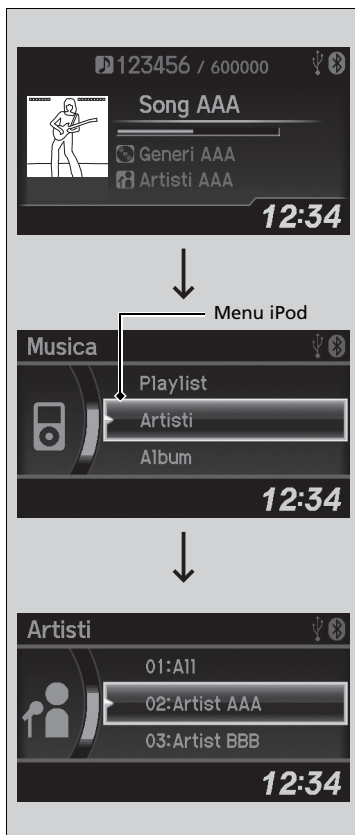 123456 / 600000
Song AAA
Generi AAA
Artisti AAA
12:34
Menu iPod
Musica
Playlist
Artisti
Album
12:34
Artisti
01:All
02:Artist AAA
03:Artist BBB
12:34